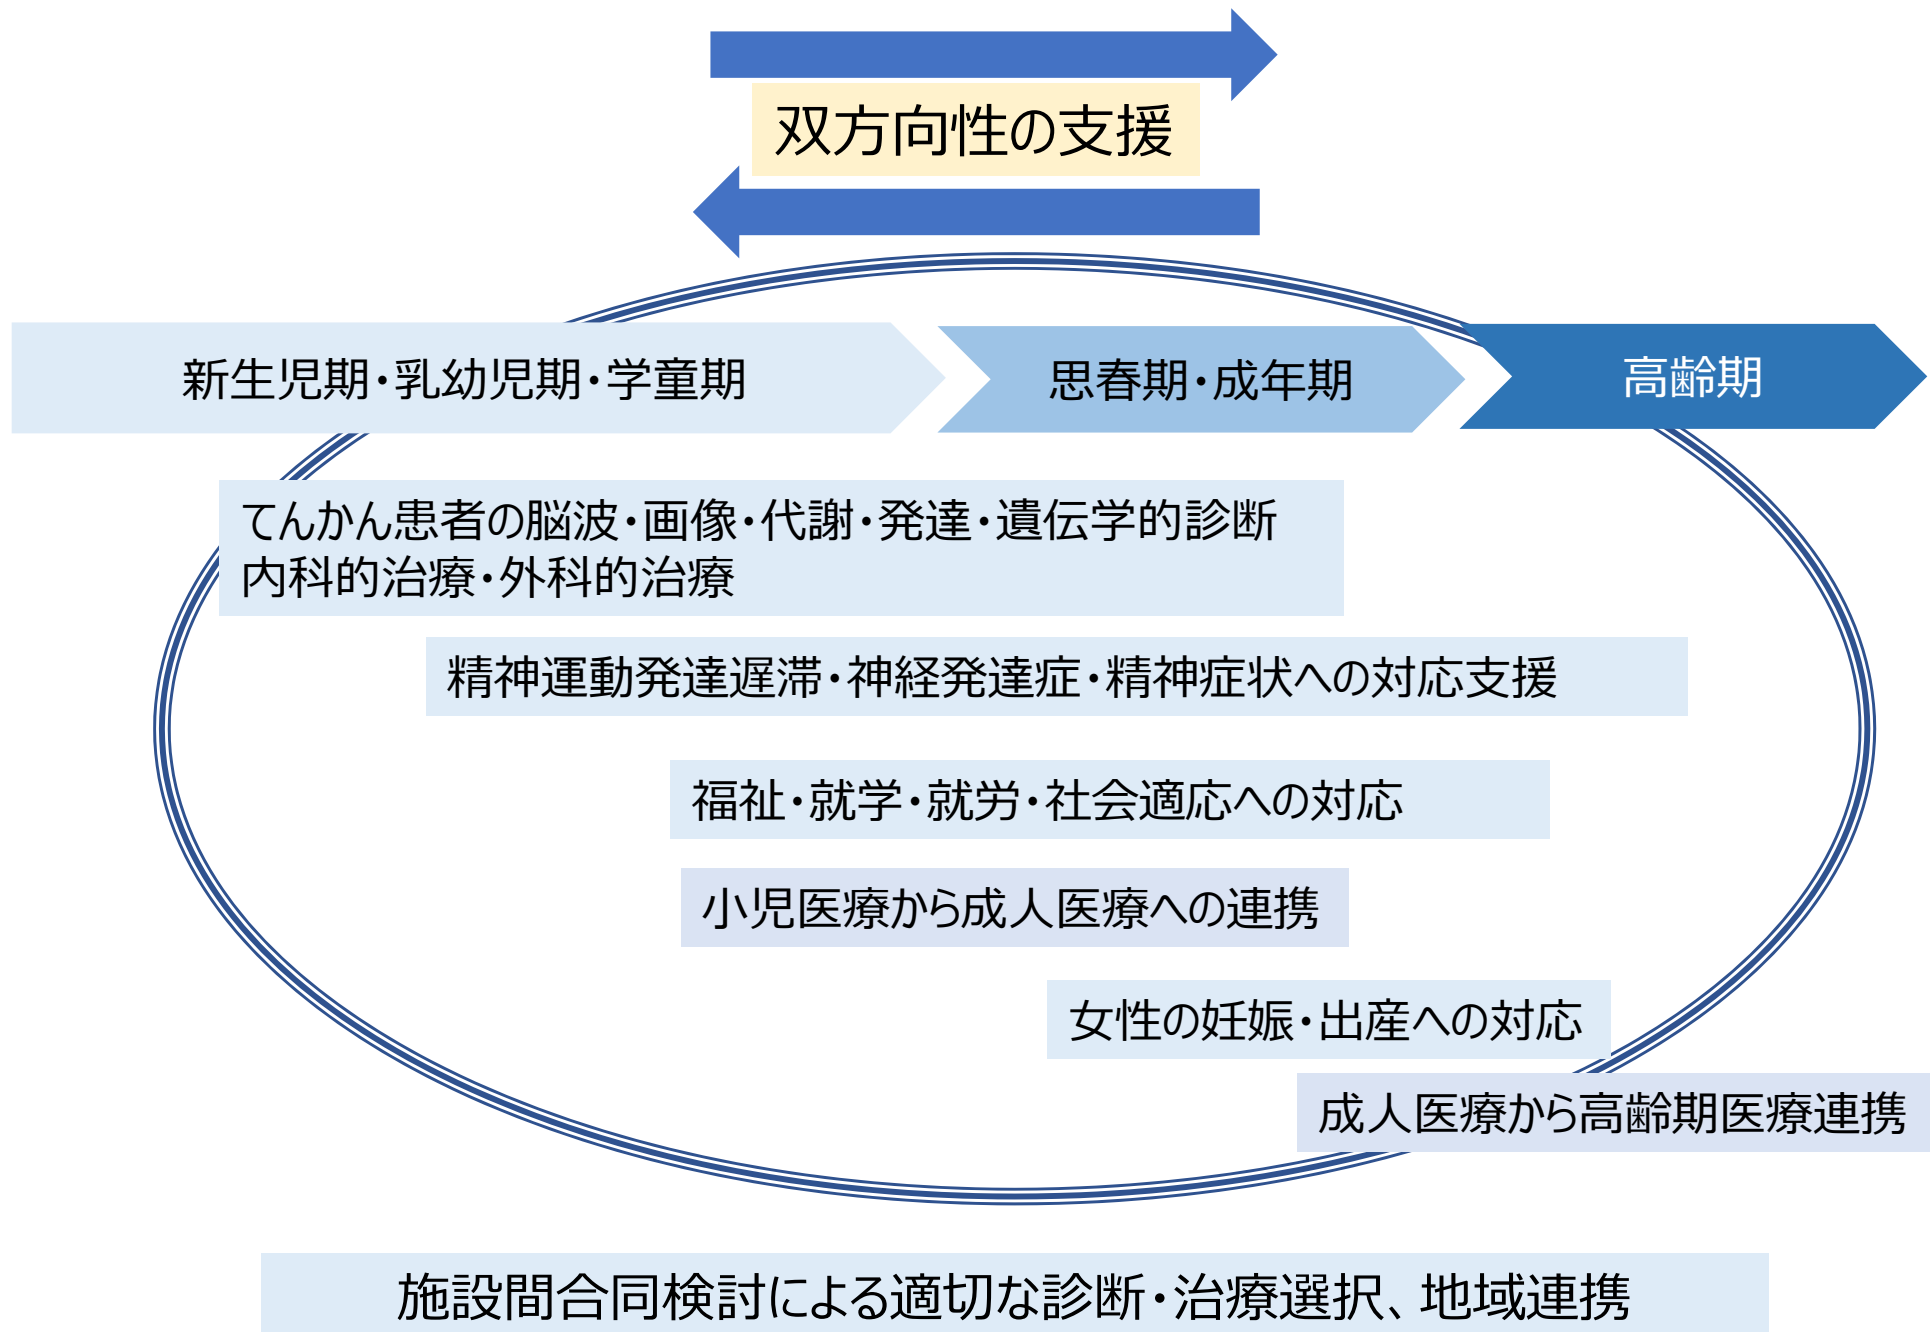 双方向性の支援
新生児期・乳幼児期・学童期
思春期・成年期
高齢期
てんかん患者の脳波・画像・代謝・発達・遺伝学的診断
内科的治療・外科的治療
精神運動発達遅滞・神経発達症・精神症状への対応支援
福祉・就学・就労・社会適応への対応
小児医療から成人医療への連携
女性の妊娠・出産への対応
成人医療から高齢期医療連携
施設間合同検討による適切な診断・治療選択、地域連携